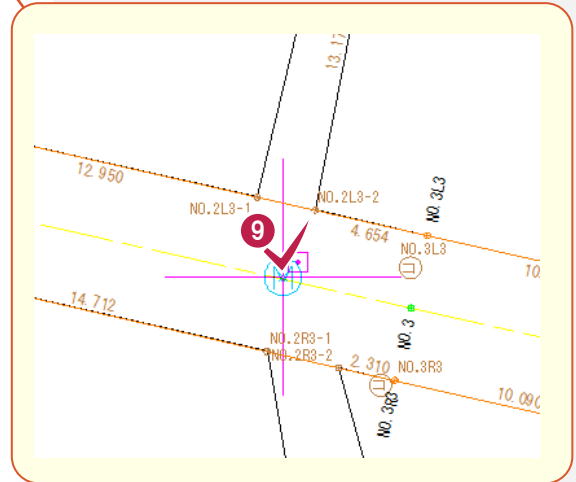 13.17
12.950
NO.2L3-1
NO.2L3-2
NO.3L3
4.654
NO.3L3
9
M
10.
14.712
NO.3
NO.2R3-1
NO.2R3-2
2.310
NO.3R3
10.090
NO.3R3